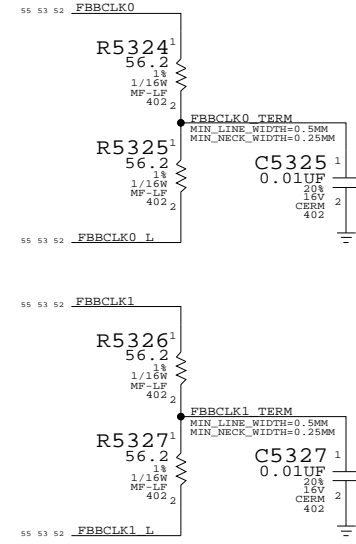 55 53 52 FBBCLK0
R5324 1
56.2
1%
1/16W
MF-LF
402 2
FBBCLK0_TERM
MIN_LINE_WIDTH=0.5MM
MIN_NECK_WIDTH=0.25MM
R5325 1
56.2
1%
1/16W
MF-LF
402 2
C5325 1
0.01UF
20%
16V 2
CERM
402
55 53 52 FBBCLK0_L
55 53 52 FBBCLK1
R5326 1
56.2
1%
1/16W
MF-LF
402 2
FBBCLK1_TERM
MIN_LINE_WIDTH=0.5MM
MIN_NECK_WIDTH=0.25MM
R5327 1
56.2
1%
1/16W
MF-LF
402 2
C5327 1
0.01UF
20%
16V 2
CERM
402
55 53 52 FBBCLK1_L